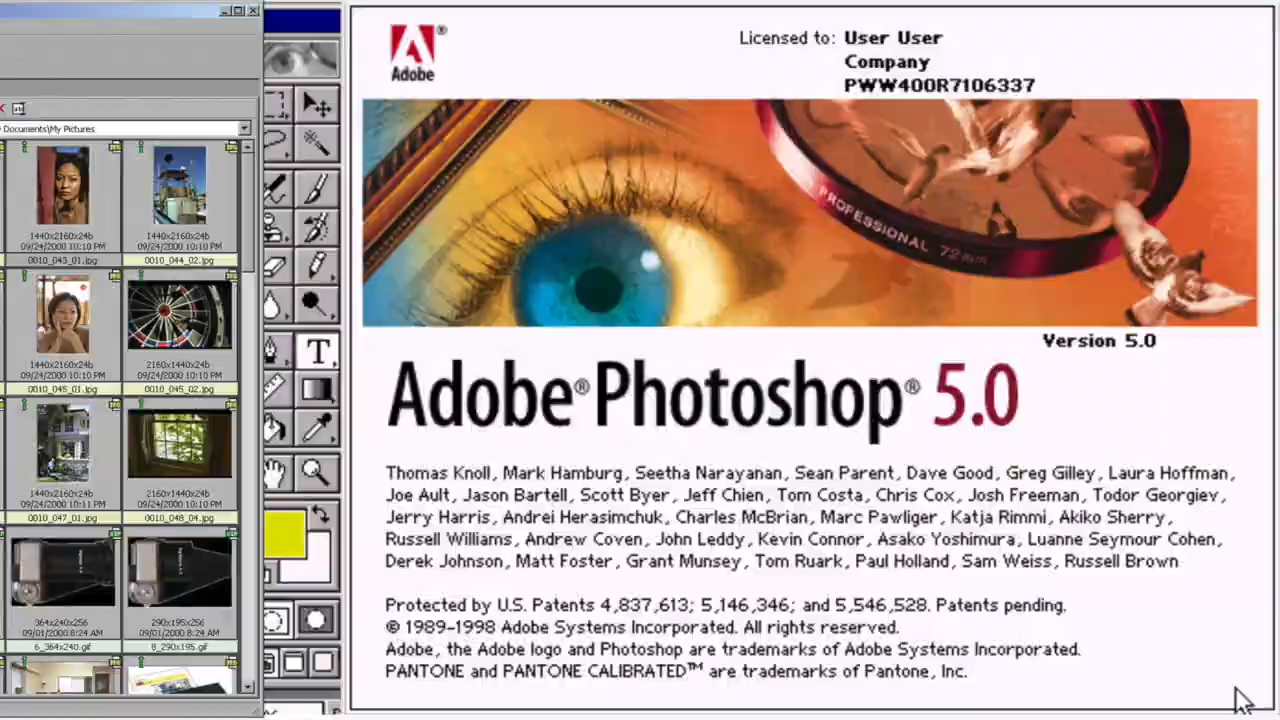 Documents\My Pictures
1440x2160x24b
09/24/2000 10:10 PM
0010_043_01.jpg
1440x2160x24b
09/24/2000 10:10 PM
0010_044_02.jpg
1440x2160x24b
09/24/2000 10:10 PM
0010_045_01.jpg
2160x1440x24b
09/24/2000 10:10 PM
0010_045_02.jpg
1440x2160x24b
09/24/2000 10:11 PM
0010_047_01.jpg
2160x1440x24b
09/24/2000 10:10 PM
0010_048_04.jpg
364x240x256
09/01/2000 8:24 AM
6_364x240.gif
290x195x256
09/01/2000 8:24 AM
8_290x195.gif
T
Adobe
Licensed to: User User
Company
PWW400R7106337
PROFESSIONAL 72mm
Version 5.0
Adobe® Photoshop® 5.0
Thomas Knoll, Mark Hamburg, Seetha Narayanan, Sean Parent, Dave Good, Greg Gilley, Laura Hoffman,
Joe Ault, Jason Bartell, Scott Byer, Jeff Chien, Tom Costa, Chris Cox, Josh Freeman, Todor Georgiev,
Jerry Harris, Andrei Herasimchuk, Charles McBrian, Marc Pawliger, Katja Rimmi, Akiko Sherry,
Russell Williams, Andrew Coven, John Leddy, Kevin Connor, Asako Yoshimura, Luanne Seymour Cohen,
Derek Johnson, Matt Foster, Grant Munsey, Tom Ruark, Paul Holland, Sam Weiss, Russell Brown
Protected by U.S. Patents 4,837,613; 5,146,346; and 5,546,528. Patents pending.
© 1989-1998 Adobe Systems Incorporated. All rights reserved.
Adobe, the Adobe logo and Photoshop are trademarks of Adobe Systems Incorporated.
PANTONE and PANTONE CALIBRATED™ are trademarks of Pantone, Inc.